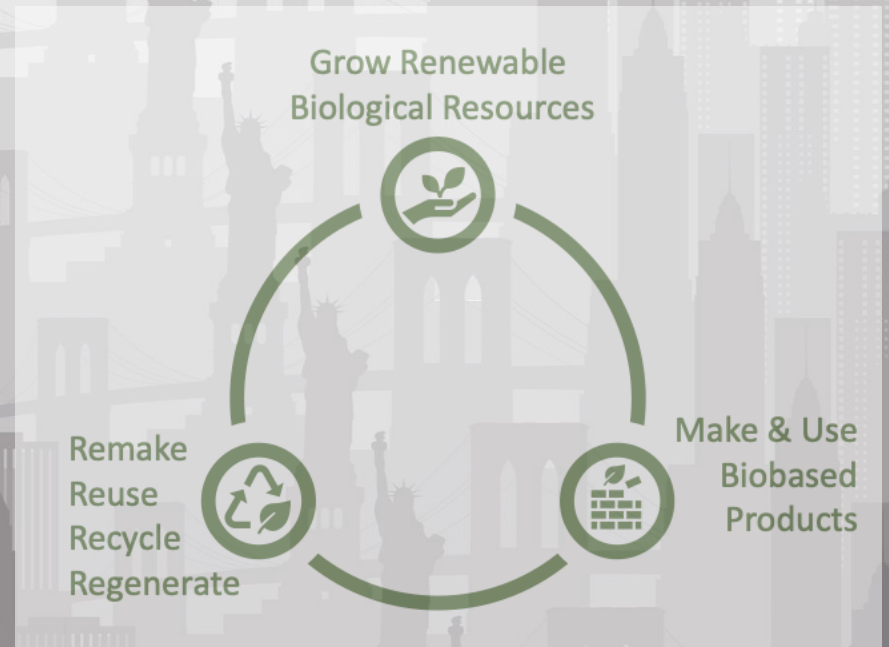 Grow Renewable
Biological Resources
Make & Use
Biobased
Products
Remake
Reuse
Recycle
Regenerate